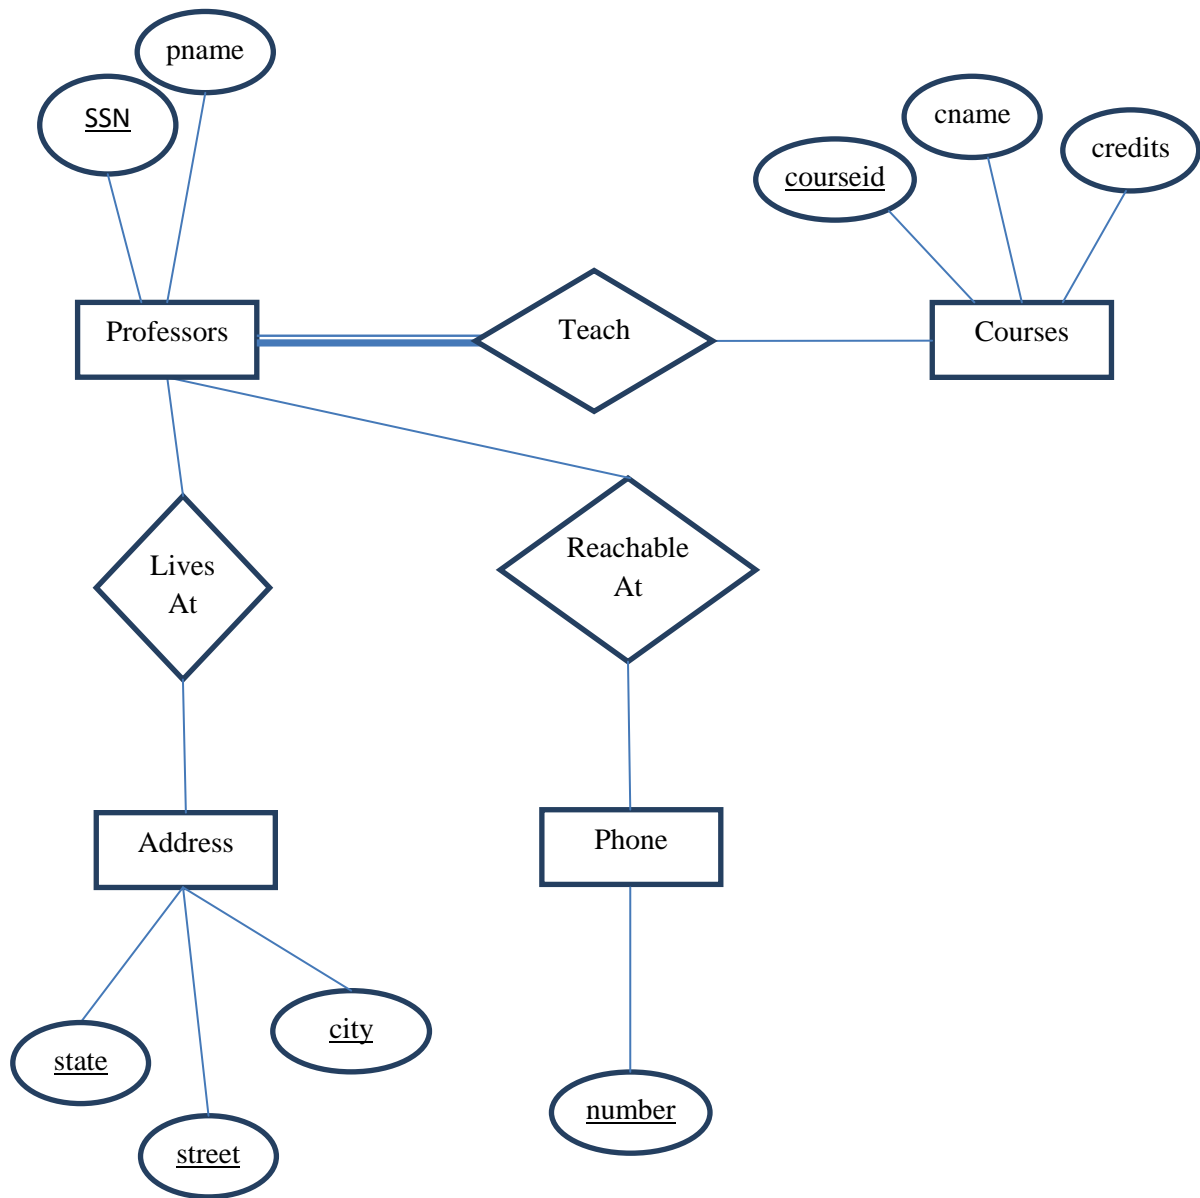 pname
SSN
cname
credits
courseid
Professors
Teach
Courses
Lives
At
Reachable
At
Address
Phone
state
city
street
number